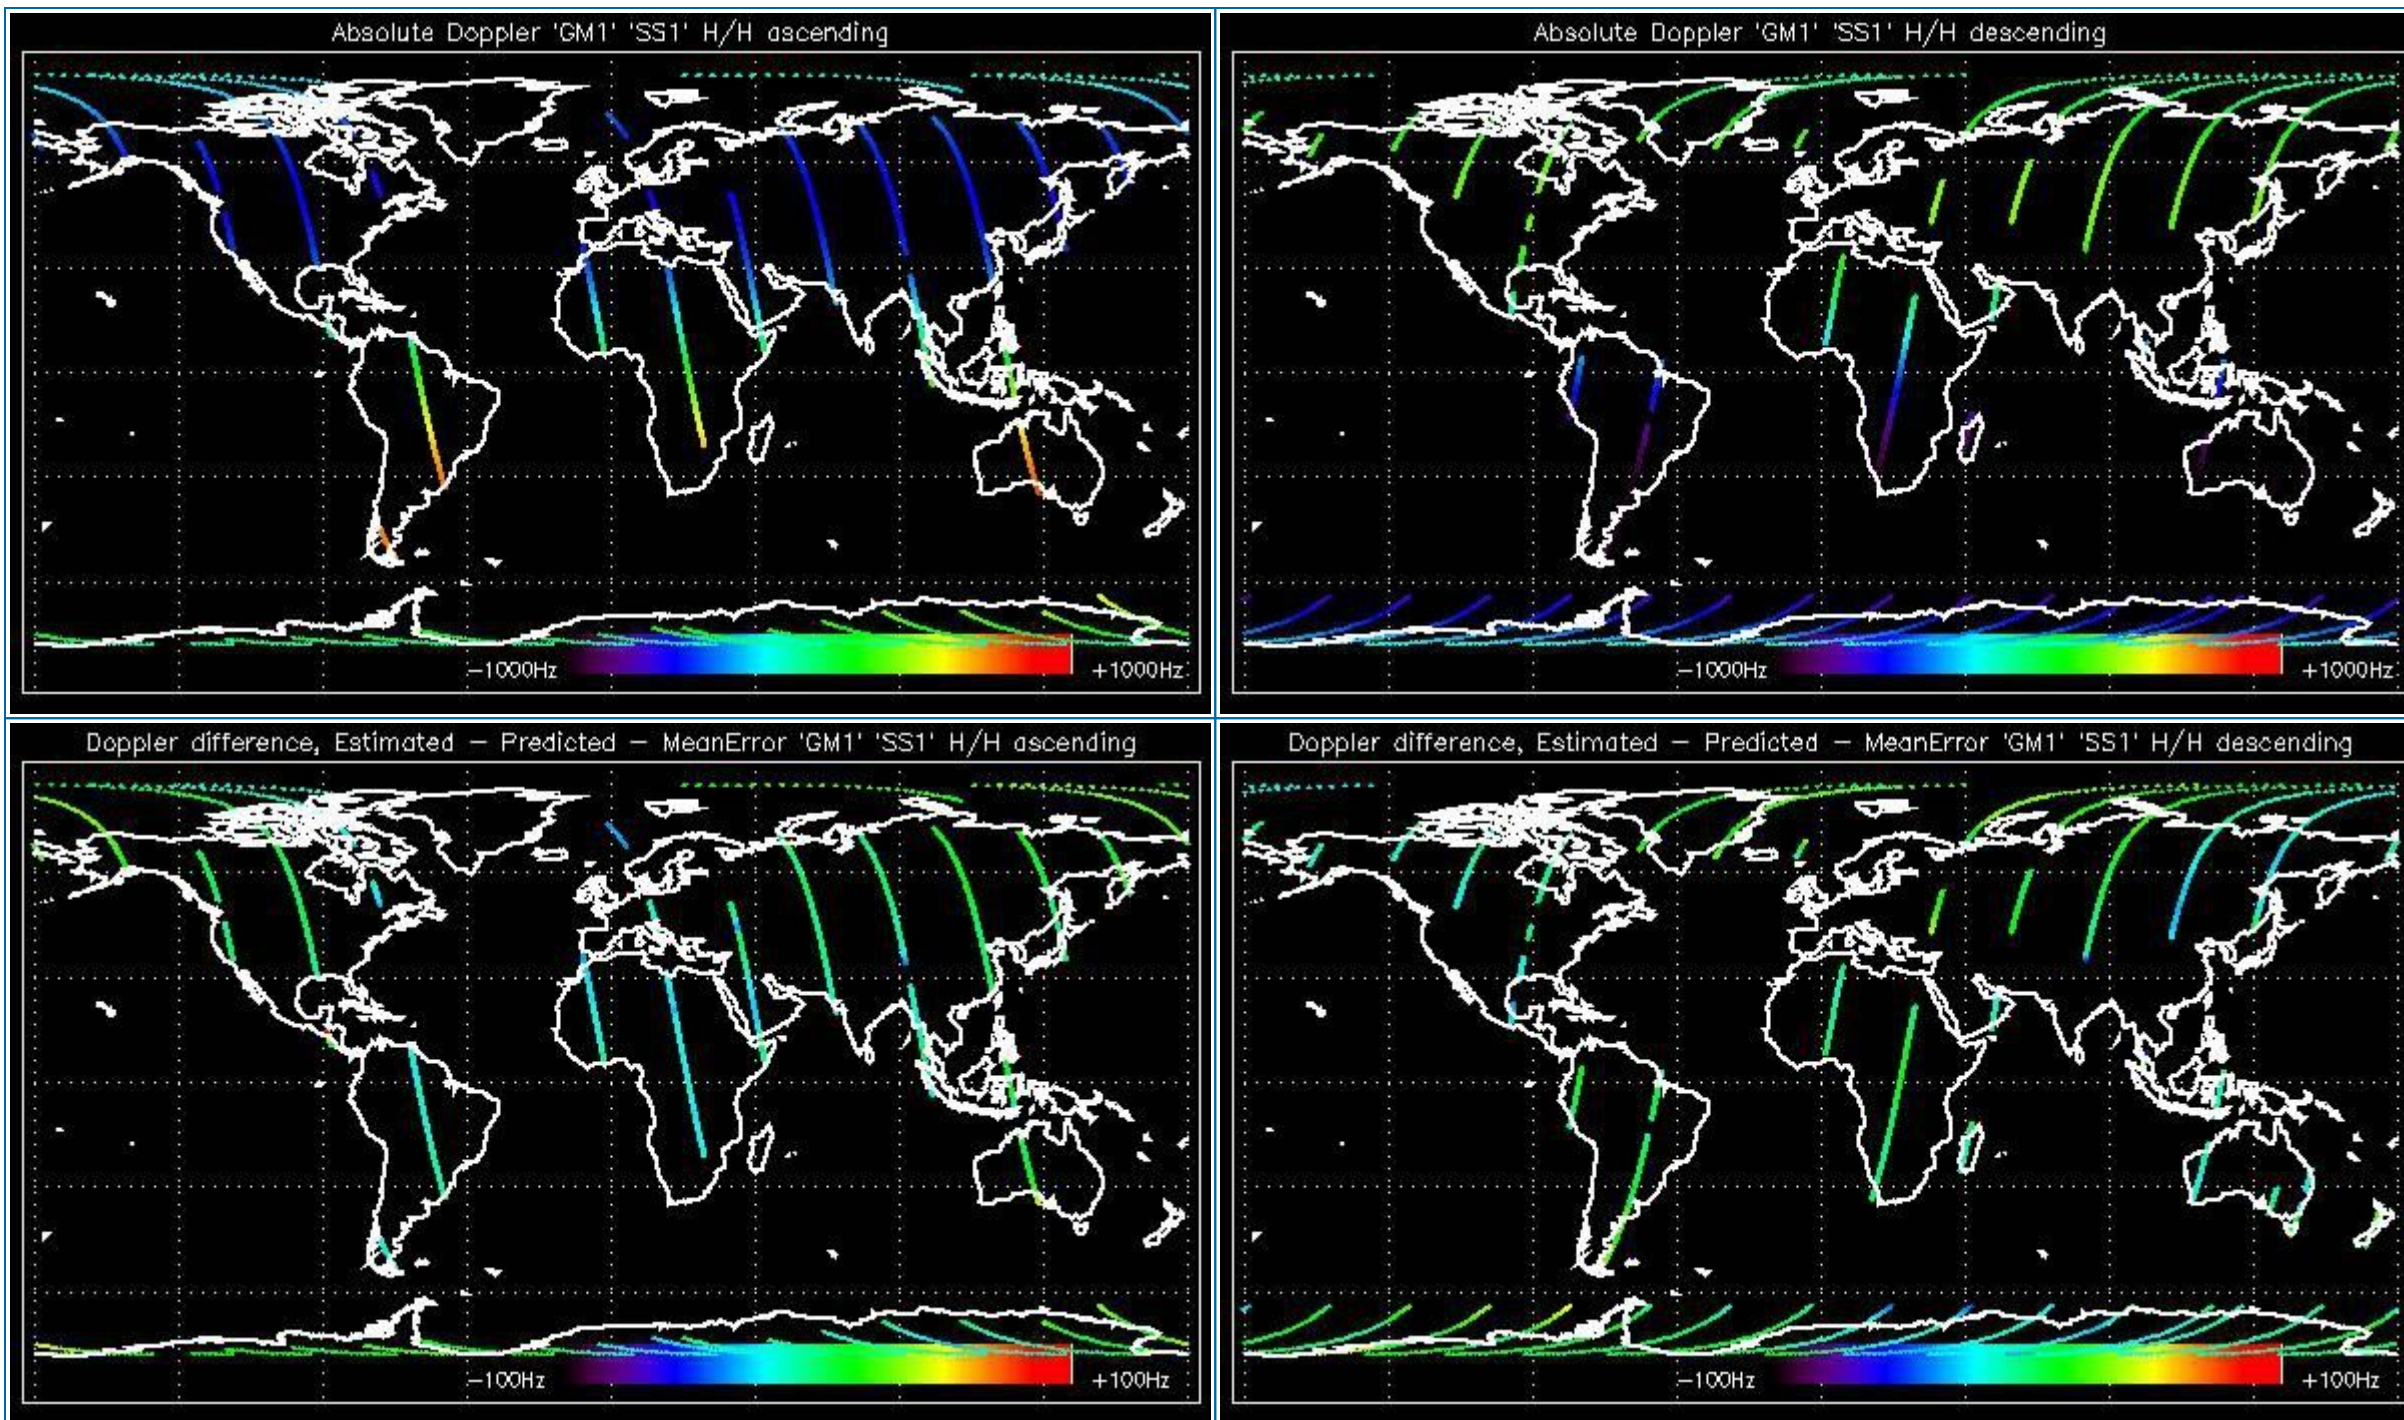 Absolute Doppler 'GM1' 'SS1' H/H ascending
−1000Hz +1000Hz
Absolute Doppler 'GM1' 'SS1' H/H descending
−1000Hz +1000Hz
Doppler difference, Estimated − Predicted − MeanError 'GM1' 'SS1' H/H ascending
−100Hz +100Hz
Doppler difference, Estimated − Predicted − MeanError 'GM1' 'SS1' H/H descending
−100Hz +100Hz